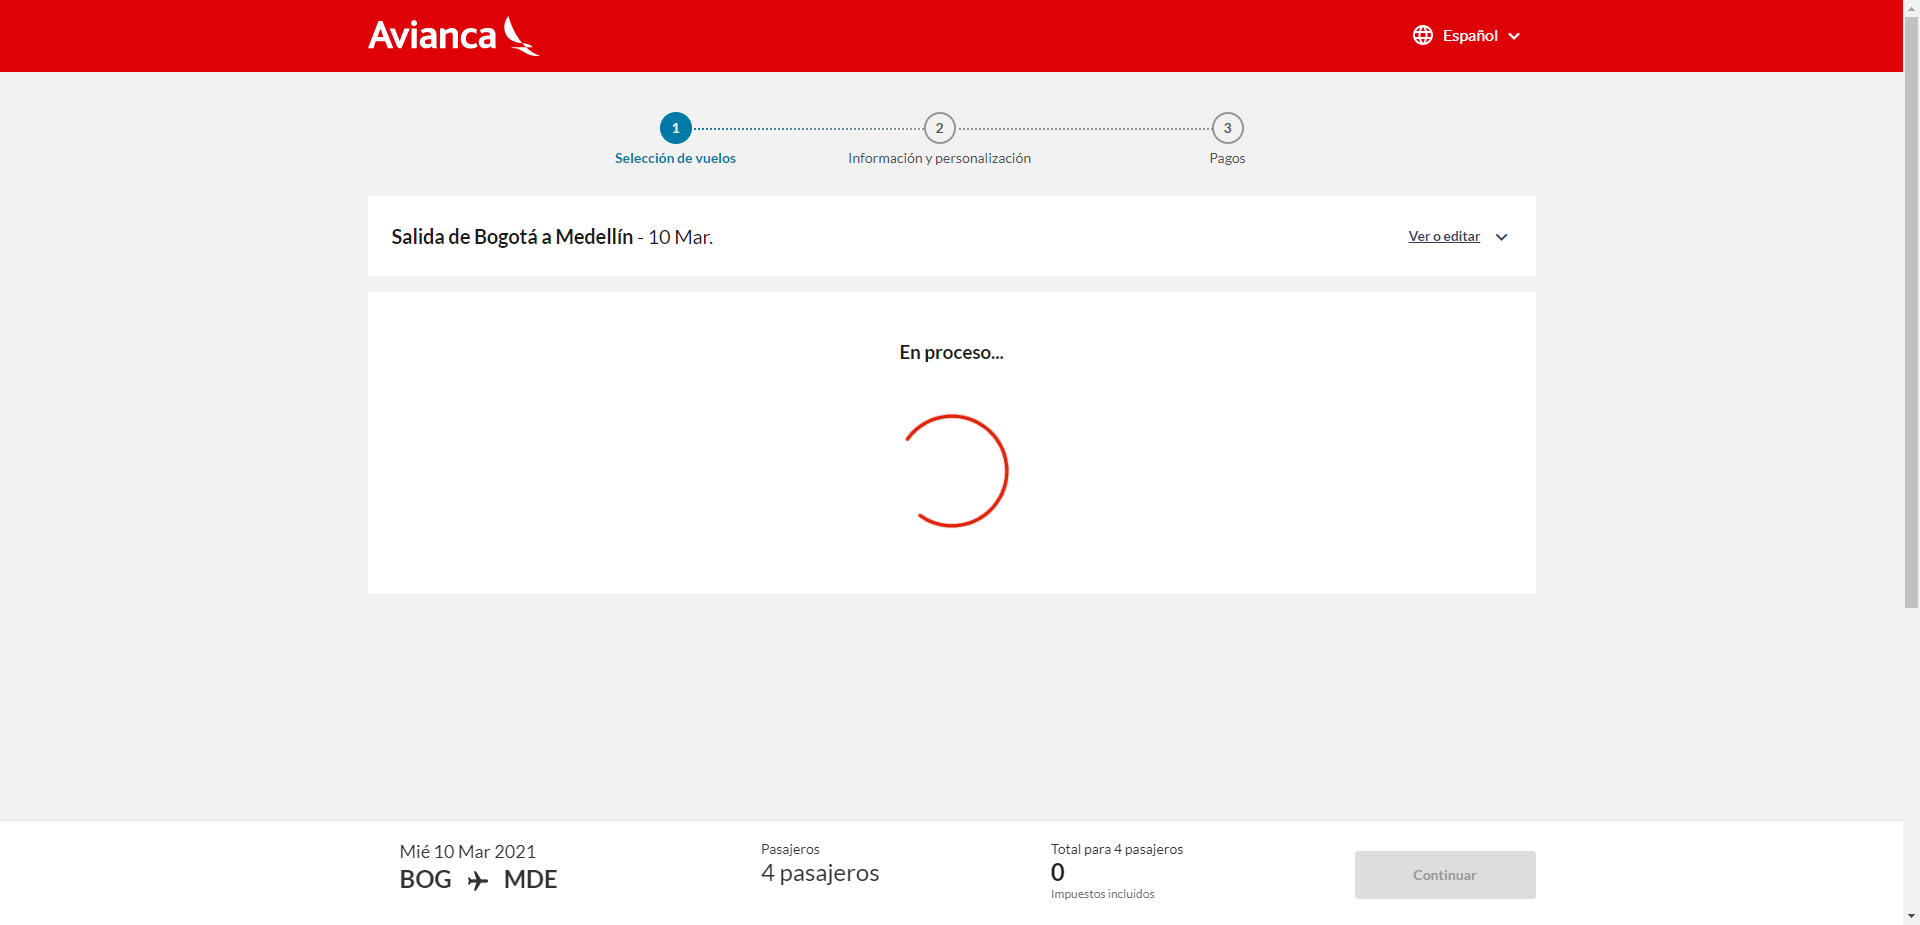 Avianca
Español
1
2
3
Selección de vuelos
Información y personalización
Pagos
Salida de Bogotá a Medellín - 10 Mar.
Ver o editar
En proceso...
Mié 10 Mar 2021
BOG MDE
Pasajeros
4 pasajeros
Total para 4 pasajeros
0
Impuestos incluidos
Continuar